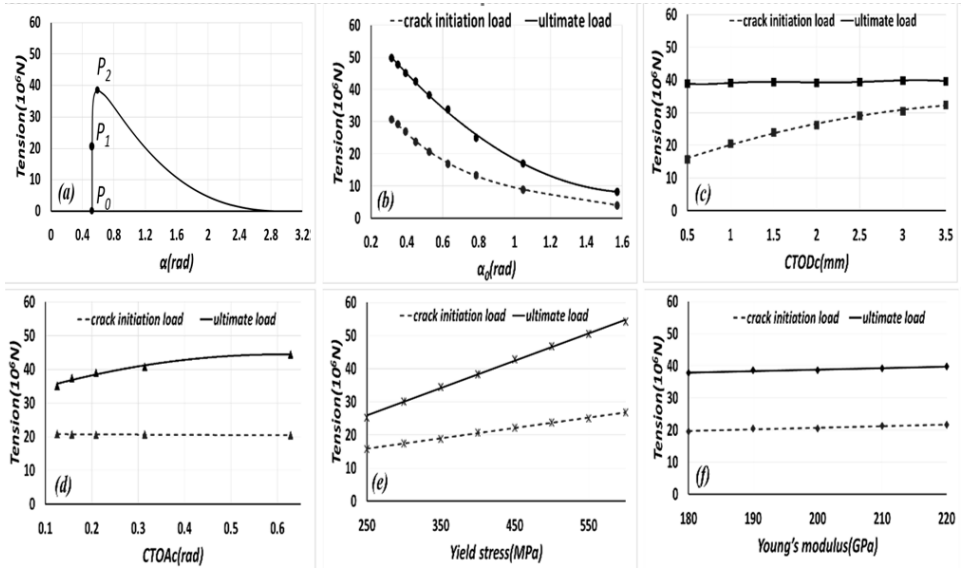 Tension(10⁶N)
60
50
40
30
20
10
0
P₂
P₁
P₀
(a)
0 0.4 0.8 1.2 1.6 2 2.4 2.8 3.2
α(rad)
crack initiation load ultimate load
Tension(10⁶N)
60
50
40
30
20
10
0
(b)
0.2 0.4 0.6 0.8 1 1.2 1.4 1.6
α₀(rad)
crack initiation load ultimate load
Tension(10⁶N)
60
50
40
30
20
10
0
(c)
0.5 1 1.5 2 2.5 3 3.5
CTODc(mm)
crack initiation load ultimate load
Tension(10⁶N)
60
50
40
30
20
10
0
(d)
0.1 0.2 0.3 0.4 0.5 0.6
CTOAc(rad)
crack initiation load ultimate load
Tension(10⁶N)
60
50
40
30
20
10
0
(e)
250 350 450 550
Yield stress(MPa)
crack initiation load ultimate load
Tension(10⁶N)
60
50
40
30
20
10
0
(f)
180 190 200 210 220
Young's modulus(GPa)